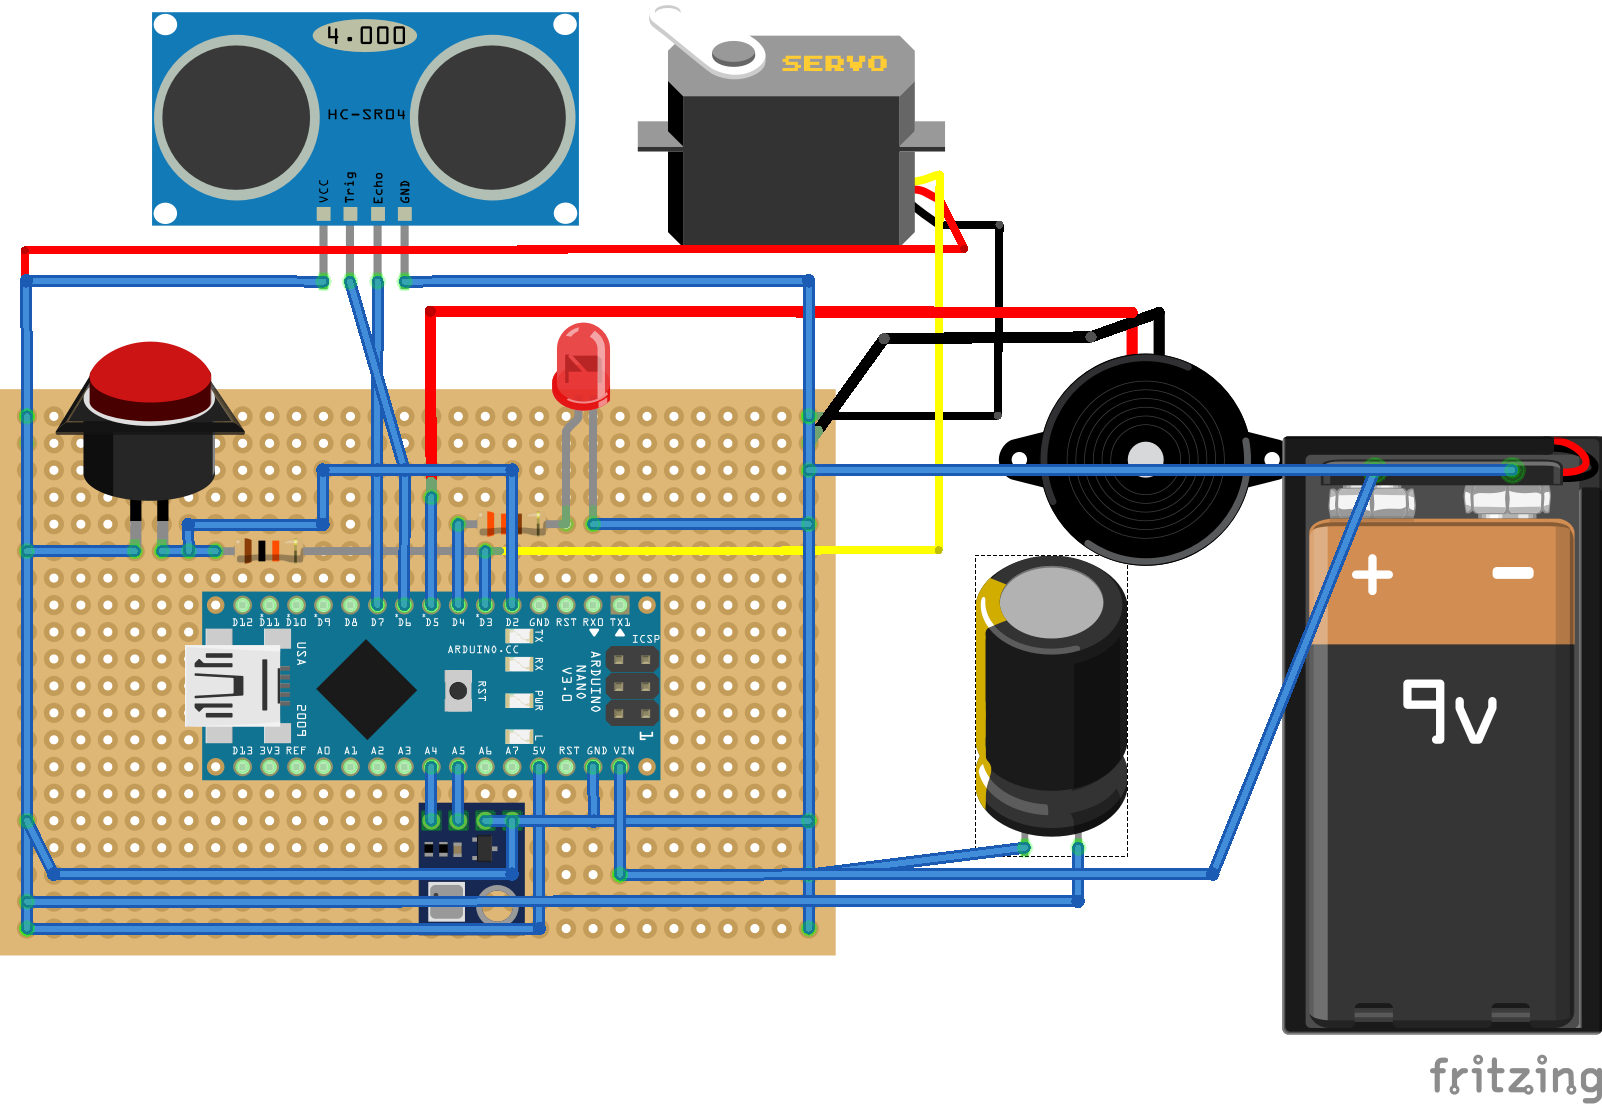 4.000
HC-SR04
VCC Trig Echo GND
SERVO
D12 D11 D10 D9 D8 D7 D6 D5 D4 D3 D2 GND RST RX0 TX1
TX
RX
PWR
L
ICSP
1
ARDUINO.CC
RST
ARDUINO
NANO
V3.0
USA
2009
D13 3V3 REF A0 A1 A2 A3 A4 A5 A6 A7 5V RST GND VIN
+ −
9V
fritzing